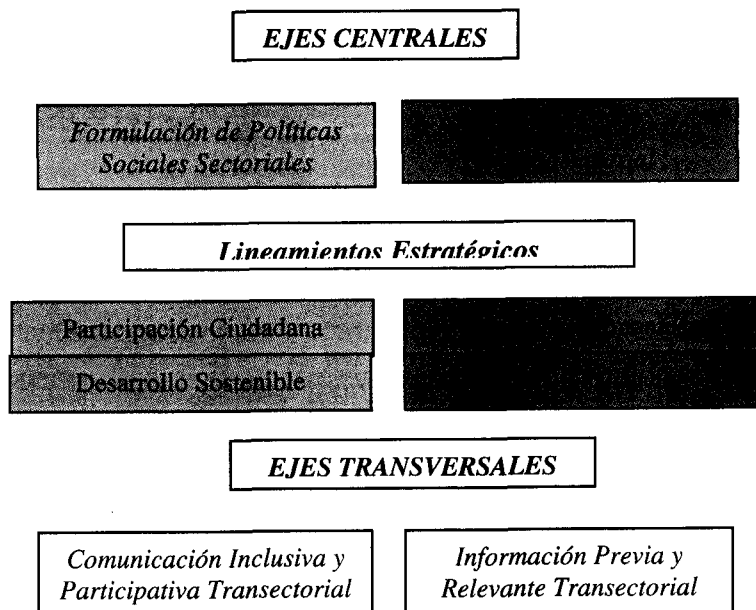 EJES CENTRALES
Formulación de Políticas
Sociales Sectoriales
Lineamientos Estratégicos
Participación Ciudadana
Desarrollo Sostenible
EJES TRANSVERSALES
Comunicación Inclusiva y
Participativa Transectorial
Información Previa y
Relevante Transectorial